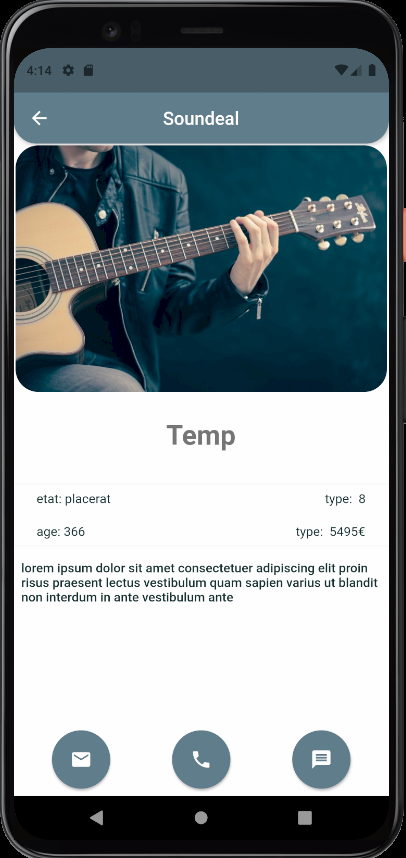 4:14
Soundeal
Temp
etat: placerat
type: 8
age: 366
type: 5495€
lorem ipsum dolor sit amet consectetuer adipiscing elit proin
risus praesent lectus vestibulum quam sapien varius ut blandit
non interdum in ante vestibulum ante